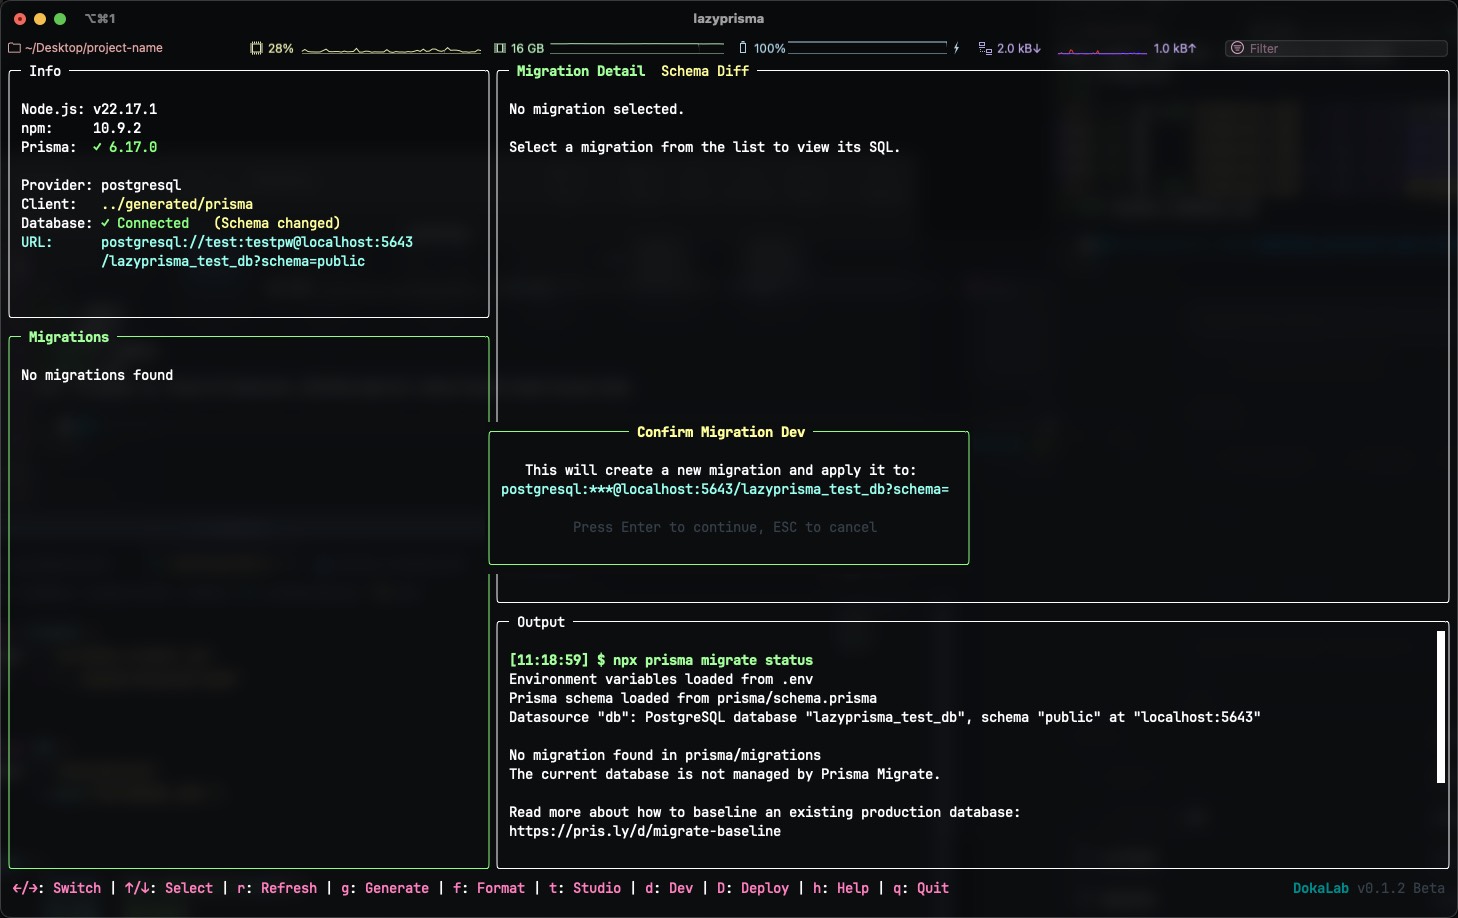 ⌥⌘1
lazyprisma
~/Desktop/project-name
28%
16 GB
100%
2.0 kB↓
1.0 kB↑
Filter
Info
Node.js: v22.17.1
npm: 10.9.2
Prisma: ✓ 6.17.0
Provider: postgresql
Client: ../generated/prisma
Database: ✓ Connected (Schema changed)
URL: postgresql://test:testpw@localhost:5643
/lazyprisma_test_db?schema=public
Migrations
No migrations found
Migration Detail Schema Diff
No migration selected.
Select a migration from the list to view its SQL.
Confirm Migration Dev
This will create a new migration and apply it to:
postgresql:***@localhost:5643/lazyprisma_test_db?schema=
Press Enter to continue, ESC to cancel
Output
[11:18:59] $ npx prisma migrate status
Environment variables loaded from .env
Prisma schema loaded from prisma/schema.prisma
Datasource "db": PostgreSQL database "lazyprisma_test_db", schema "public" at "localhost:5643"
No migration found in prisma/migrations
The current database is not managed by Prisma Migrate.
Read more about how to baseline an existing production database:
https://pris.ly/d/migrate-baseline
←/→: Switch | ↑/↓: Select | r: Refresh | g: Generate | f: Format | t: Studio | d: Dev | D: Deploy | h: Help | q: Quit
DokaLab v0.1.2 Beta